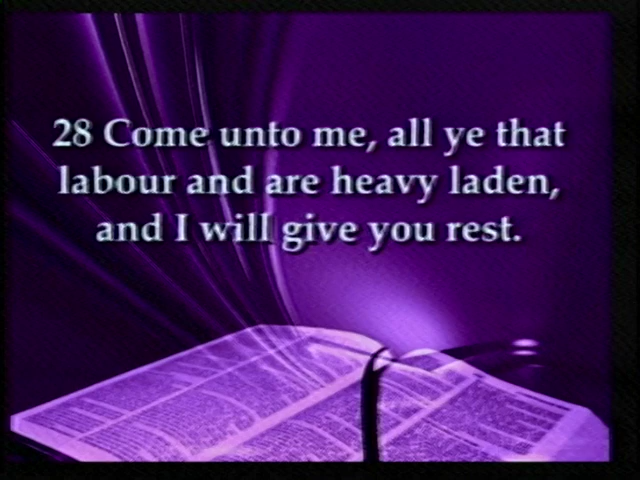 28 Come unto me, all ye that
labour and are heavy laden,
and I will give you rest.